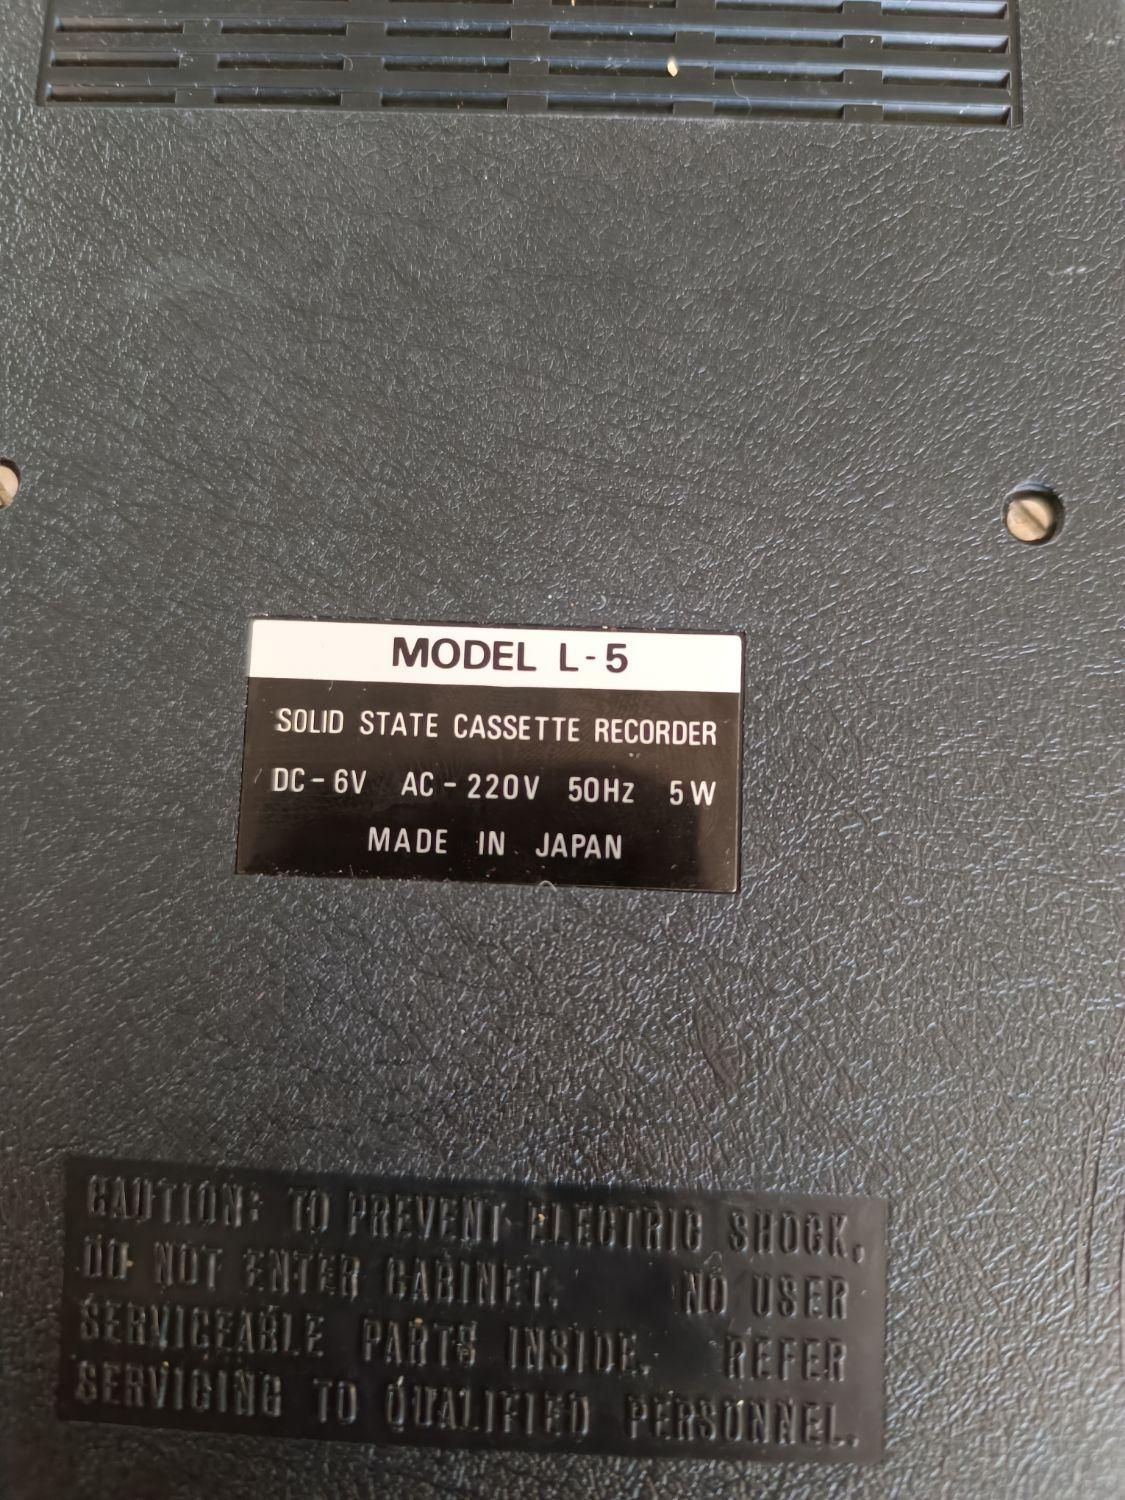 MODEL L-5
SOLID STATE CASSETTE RECORDER
DC-6V AC-220V 50Hz 5W
MADE IN JAPAN
CAUTION: TO PREVENT ELECTRIC SHOCK,
DO NOT ENTER CABINET. NO USER
SERVICEABLE PARTS INSIDE. REFER
SERVICING TO QUALIFIED PERSONNEL.